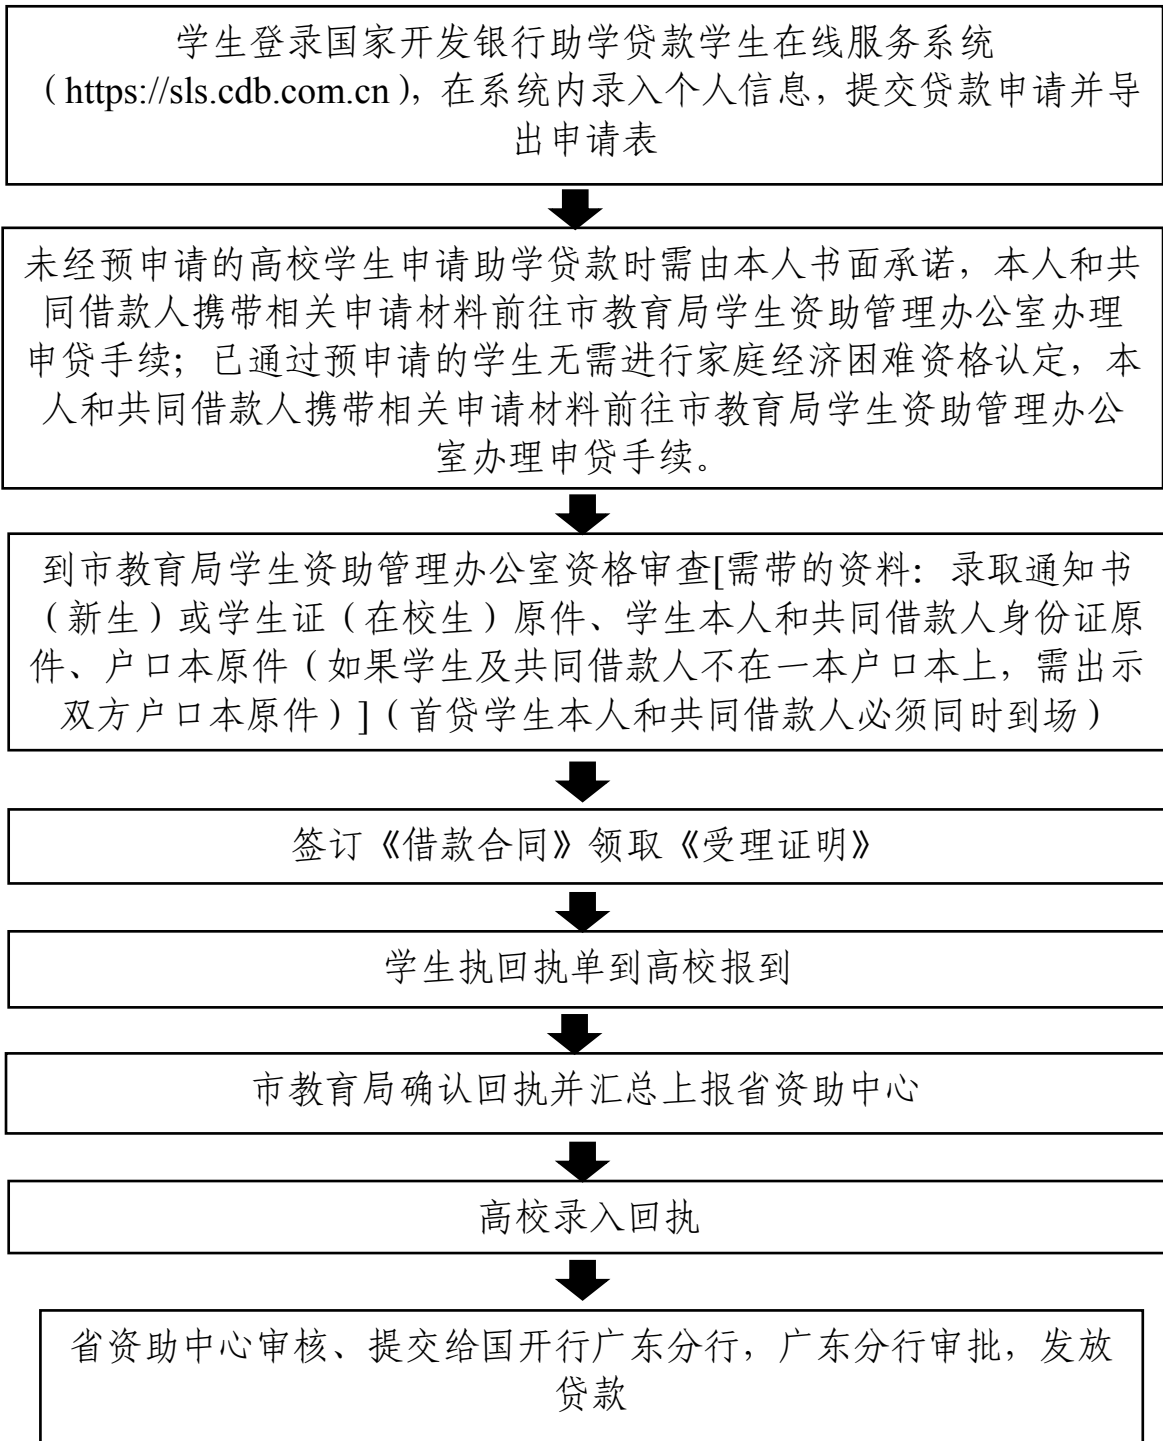 学生登录国家开发银行助学贷款学生在线服务系统
（https://sls.cdb.com.cn），在系统内录入个人信息，提交贷款申请并导
出申请表
未经预申请的高校学生申请助学贷款时需由本人书面承诺，本人和共
同借款人携带相关申请材料前往市教育局学生资助管理办公室办理
申贷手续；已通过预申请的学生无需进行家庭经济困难资格认定，本
人和共同借款人携带相关申请材料前往市教育局学生资助管理办公
室办理申贷手续。
到市教育局学生资助管理办公室资格审查[需带的资料：录取通知书
（新生）或学生证（在校生）原件、学生本人和共同借款人身份证原
件、户口本原件（如果学生及共同借款人不在一本户口本上，需出示
双方户口本原件）]（首贷学生本人和共同借款人必须同时到场）
签订《借款合同》领取《受理证明》
学生执回执单到高校报到
市教育局确认回执并汇总上报省资助中心
高校录入回执
省资助中心审核、提交给国开行广东分行，广东分行审批，发放
贷款